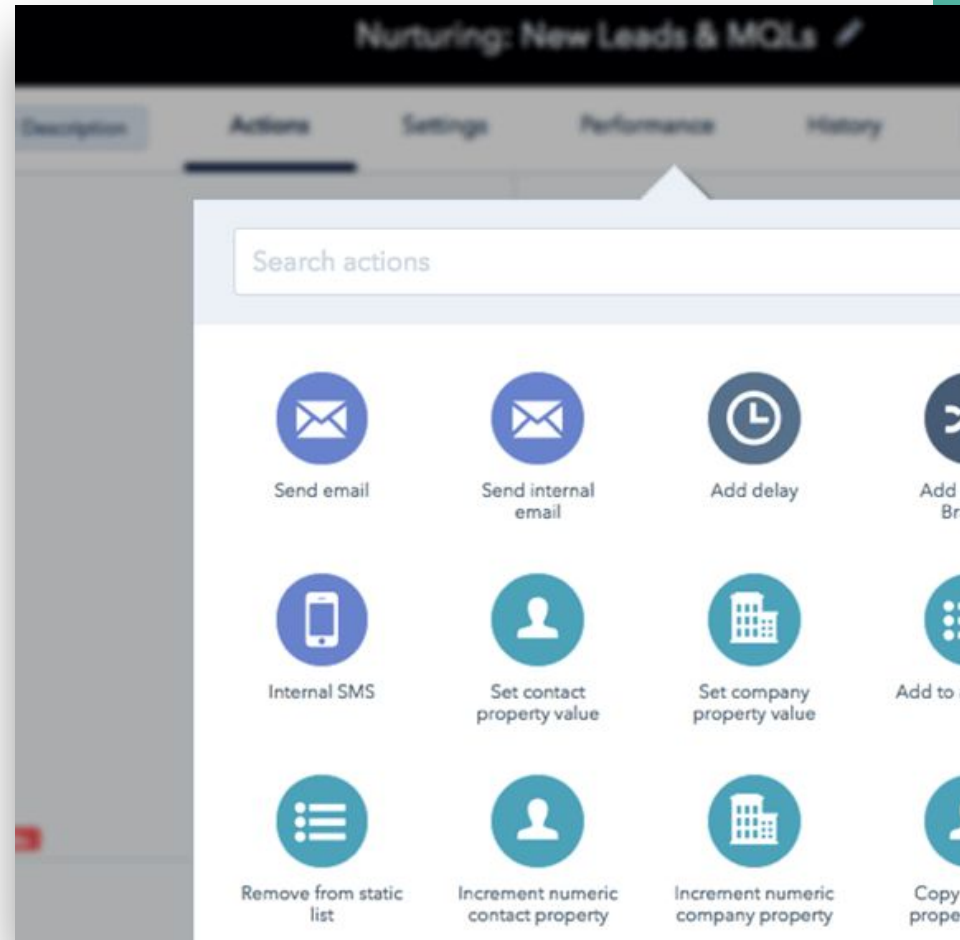 Nurturing: New Leads & MQLs
Description Actions Settings Performance History
Search actions
Send email
Send internal
email
Add delay
Add
Br
Internal SMS
Set contact
property value
Set company
property value
Add to
Remove from static
list
Increment numeric
contact property
Increment numeric
company property
Copy
prope